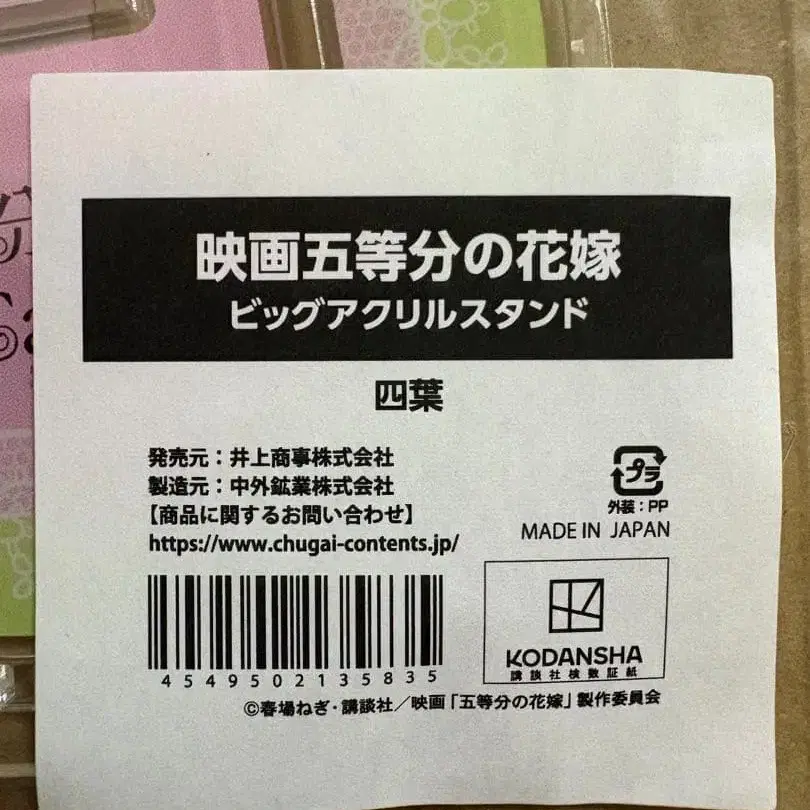 映画五等分の花嫁
ビッグアクリルスタンド
四葉
発売元：井上商事株式会社
製造元：中外鉱業株式会社
【商品に関するお問い合わせ】
https://www.chugai-contents.jp/
プラ
外装：PP
MADE IN JAPAN
4549502135835
KODANSHA
講談社検数証紙
©春場ねぎ・講談社／映画「五等分の花嫁」製作委員会